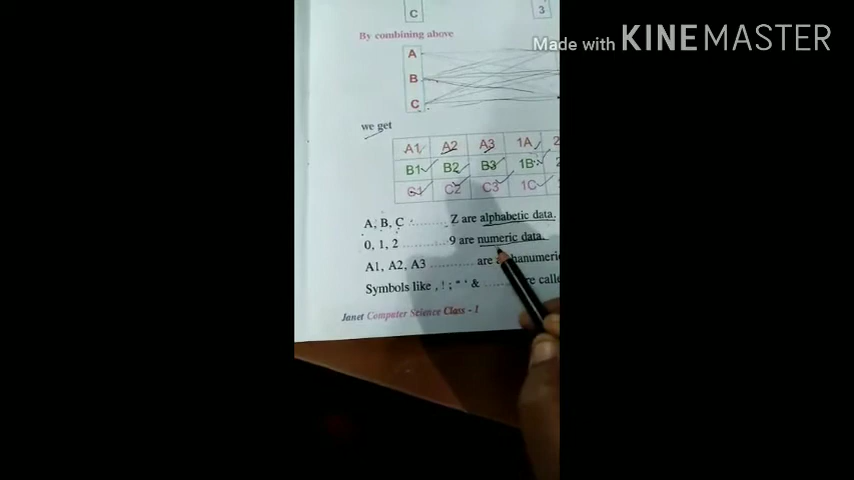 C 3
By combining above
Made with KINEMASTER
A
B
C
we get
A1 A2 A3 1A 2
B1 B2 B3 1B 2
C1 C2 C3 1C
A, B, C ......... Z are alphabetic data.
0, 1, 2 ............ 9 are numeric data.
A1, A2, A3 ............ are
Symbols like , ! ; " ' & ........
Janet Computer Science Class - 1